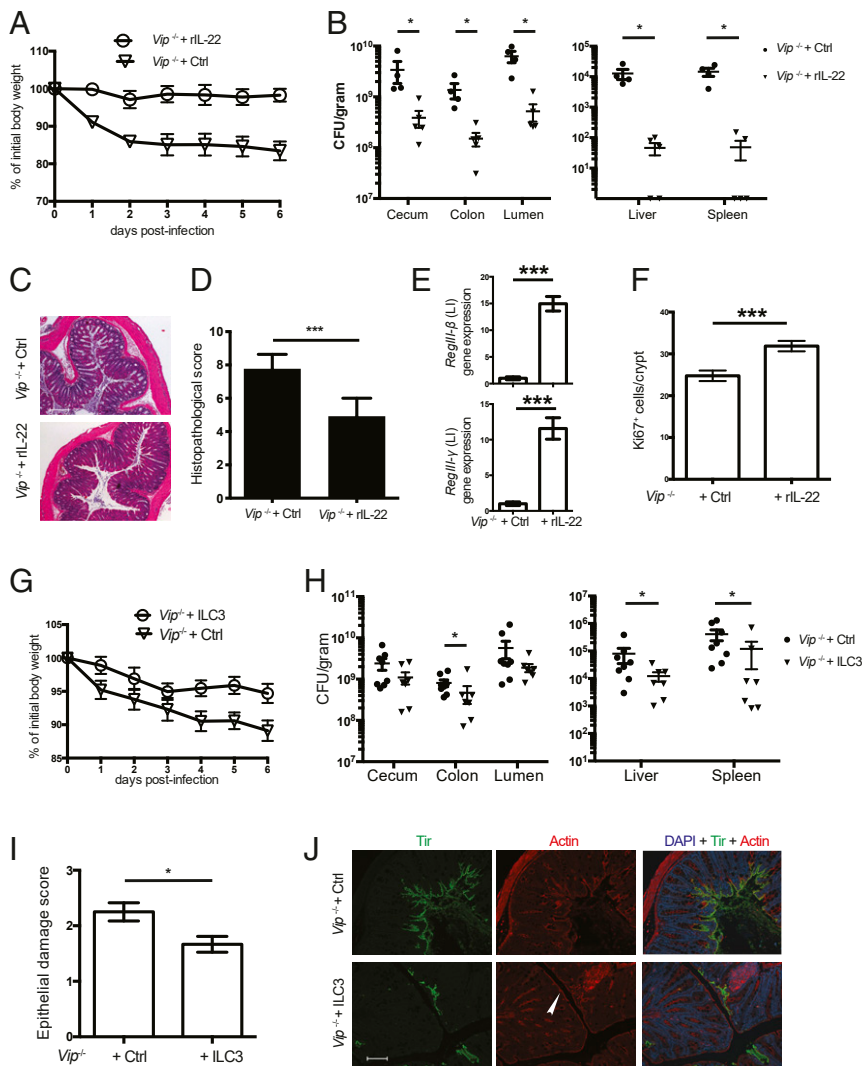 A
Vip-/- + rIL-22
Vip-/- + Ctrl
% of initial body weight
110
100
90
80
70
0 1 2 3 4 5 6
days post-infection
B
CFU/gram
10^10
10^9
10^8
10^7
* * *
Cecum Colon Lumen
10^5
10^4
10^3
10^2
10^1
* *
Liver Spleen
Vip-/- + Ctrl
Vip-/- + rIL-22
C
Vip-/- + Ctrl
Vip-/- + rIL-22
D
Histopathological score
10
8
6
4
2
0
***
Vip-/- + Ctrl Vip-/- + rIL-22
E
RegIII-β (LI)
gene expression
20
15
10
5
0
***
RegIII-γ (LI)
gene expression
15
10
5
0
***
Vip-/- + Ctrl + rIL-22
F
Ki67+ cells/crypt
40
30
20
10
0
***
Vip-/- + Ctrl + rIL-22
G
Vip-/- + ILC3
Vip-/- + Ctrl
% of initial body weight
105
100
95
90
85
0 1 2 3 4 5 6
days post-infection
H
CFU/gram
10^11
10^10
10^9
10^8
10^7
*
Cecum Colon Lumen
10^7
10^6
10^5
10^4
10^3
10^2
10^1
* *
Liver Spleen
Vip-/- + Ctrl
Vip-/- + ILC3
I
Epithelial damage score
3
2
1
0
*
Vip-/- + Ctrl + ILC3
J
Tir Actin DAPI + Tir + Actin
Vip-/- + Ctrl
Vip-/- + ILC3